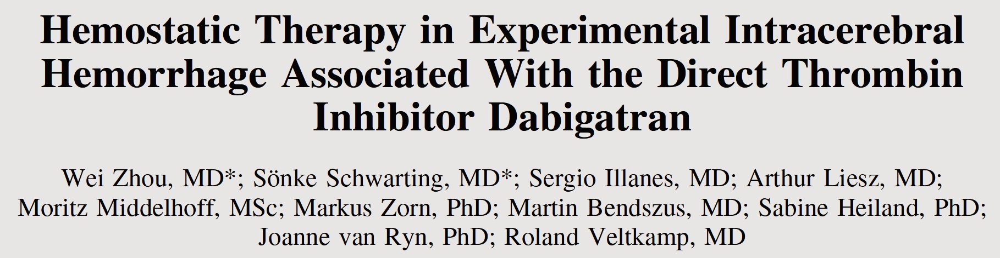 Hemostatic Therapy in Experimental Intracerebral
Hemorrhage Associated With the Direct Thrombin
Inhibitor Dabigatran
Wei Zhou, MD*; Sönke Schwarting, MD*; Sergio Illanes, MD; Arthur Liesz, MD;
Moritz Middelhoff, MSc; Markus Zorn, PhD; Martin Bendszus, MD; Sabine Heiland, PhD;
Joanne van Ryn, PhD; Roland Veltkamp, MD